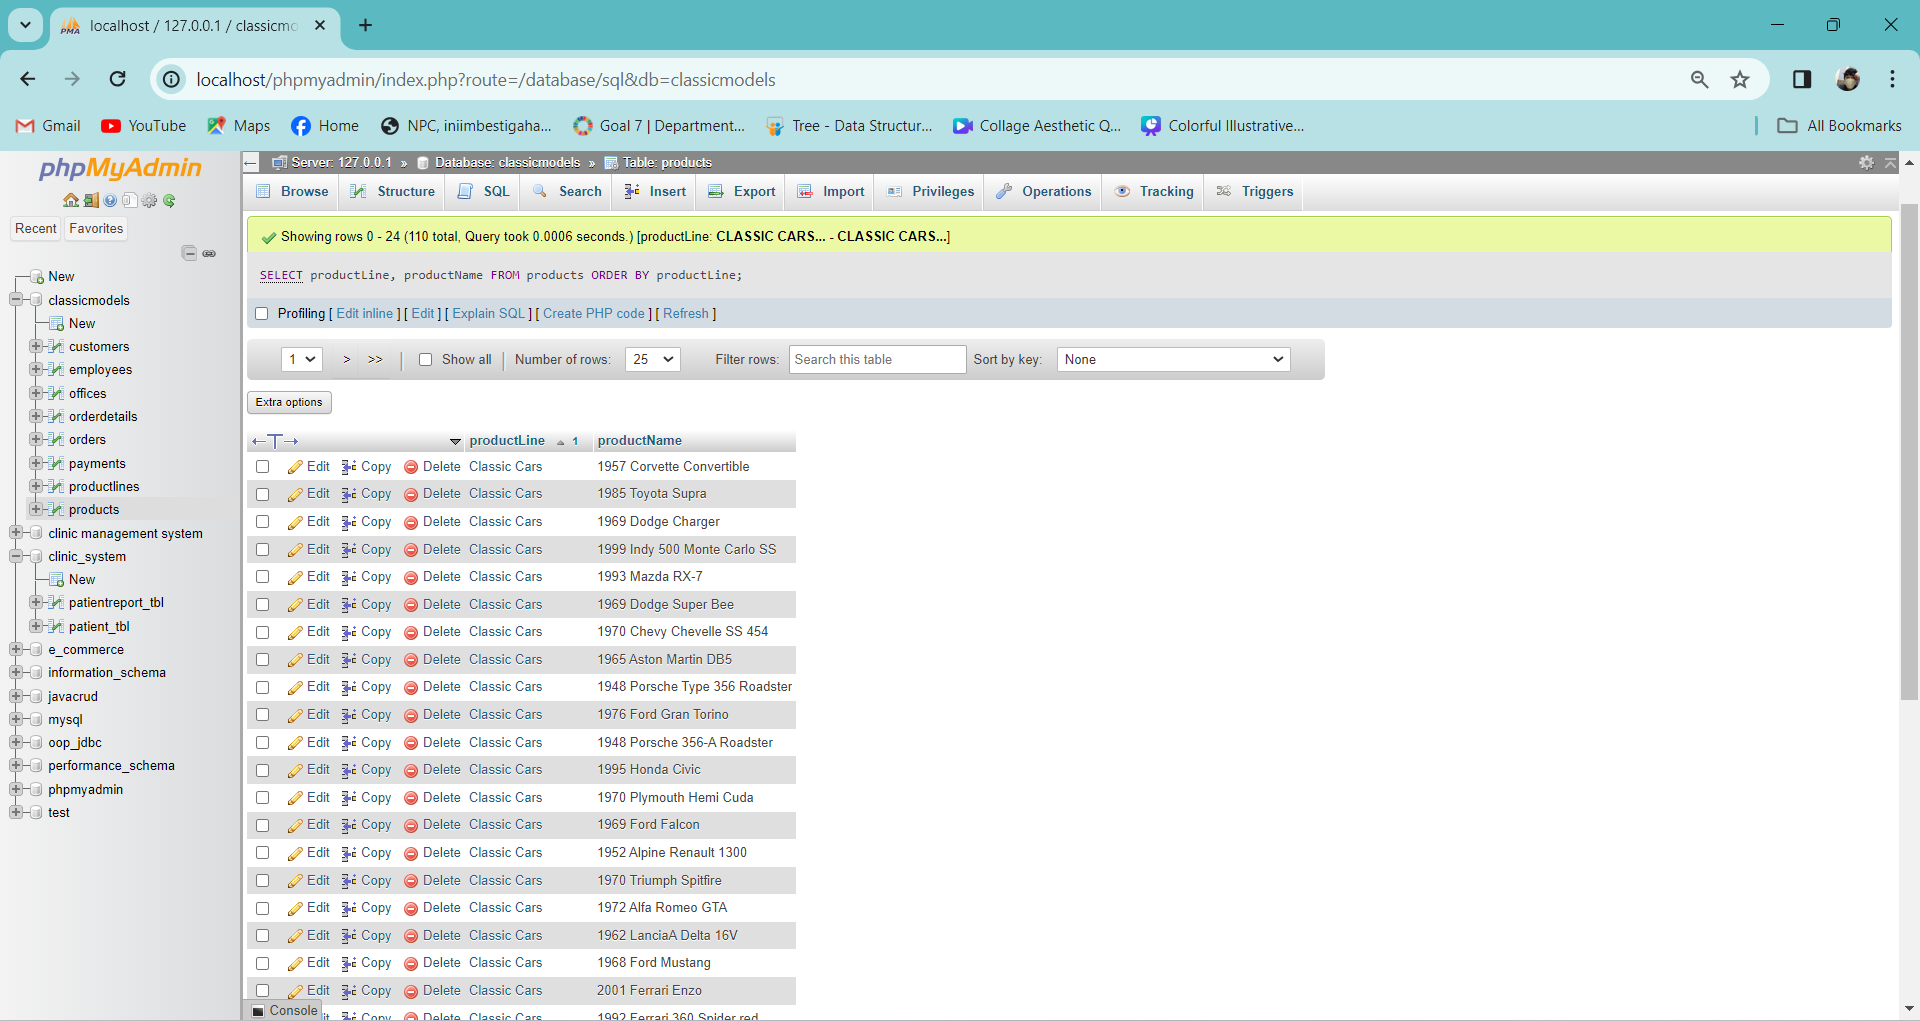 localhost / 127.0.0.1 / classicmo
localhost/phpmyadmin/index.php?route=/database/sql&db=classicmodels
Gmail YouTube Maps Home NPC, iniimbestigaha... Goal 7 | Department... Tree - Data Structur... Collage Aesthetic Q... Colorful Illustrative... All Bookmarks
phpMyAdmin
Recent Favorites
New
classicmodels
New
customers
employees
offices
orderdetails
orders
payments
productlines
products
clinic management system
clinic_system
New
patientreport_tbl
patient_tbl
e_commerce
information_schema
javacrud
mysql
oop_jdbc
performance_schema
phpmyadmin
test
Server: 127.0.0.1 » Database: classicmodels » Table: products
Browse Structure SQL Search Insert Export Import Privileges Operations Tracking Triggers
Showing rows 0 - 24 (110 total, Query took 0.0006 seconds.) [productLine: CLASSIC CARS... - CLASSIC CARS...]
SELECT productLine, productName FROM products ORDER BY productLine;
Profiling [ Edit inline ] [ Edit ] [ Explain SQL ] [ Create PHP code ] [ Refresh ]
1 > >> Show all Number of rows: 25 Filter rows: Search this table Sort by key: None
Extra options
productLine 1 productName
Edit Copy Delete Classic Cars 1957 Corvette Convertible
Edit Copy Delete Classic Cars 1985 Toyota Supra
Edit Copy Delete Classic Cars 1969 Dodge Charger
Edit Copy Delete Classic Cars 1999 Indy 500 Monte Carlo SS
Edit Copy Delete Classic Cars 1993 Mazda RX-7
Edit Copy Delete Classic Cars 1969 Dodge Super Bee
Edit Copy Delete Classic Cars 1970 Chevy Chevelle SS 454
Edit Copy Delete Classic Cars 1965 Aston Martin DB5
Edit Copy Delete Classic Cars 1948 Porsche Type 356 Roadster
Edit Copy Delete Classic Cars 1976 Ford Gran Torino
Edit Copy Delete Classic Cars 1948 Porsche 356-A Roadster
Edit Copy Delete Classic Cars 1995 Honda Civic
Edit Copy Delete Classic Cars 1970 Plymouth Hemi Cuda
Edit Copy Delete Classic Cars 1969 Ford Falcon
Edit Copy Delete Classic Cars 1952 Alpine Renault 1300
Edit Copy Delete Classic Cars 1970 Triumph Spitfire
Edit Copy Delete Classic Cars 1972 Alfa Romeo GTA
Edit Copy Delete Classic Cars 1962 LanciaA Delta 16V
Edit Copy Delete Classic Cars 1968 Ford Mustang
Edit Copy Delete Classic Cars 2001 Ferrari Enzo
Console
Copy Delete Classic Cars 1992 Ferrari 360 Spider red